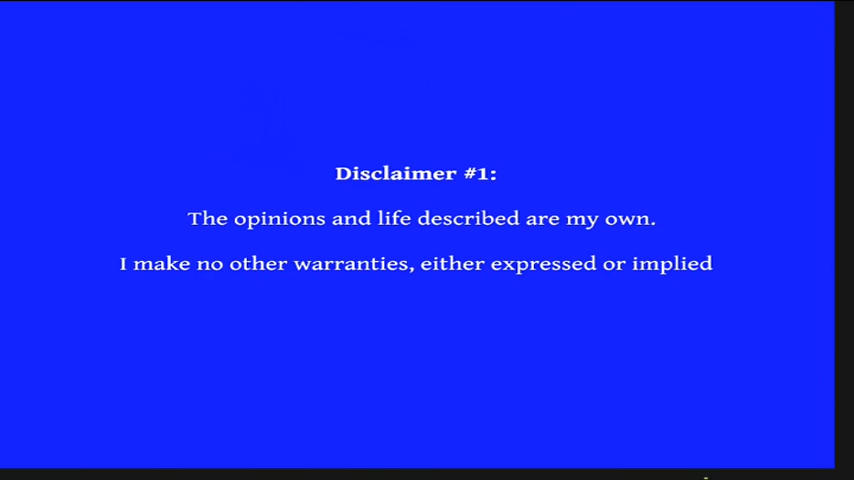 Disclaimer #1:
The opinions and life described are my own.
I make no other warranties, either expressed or implied